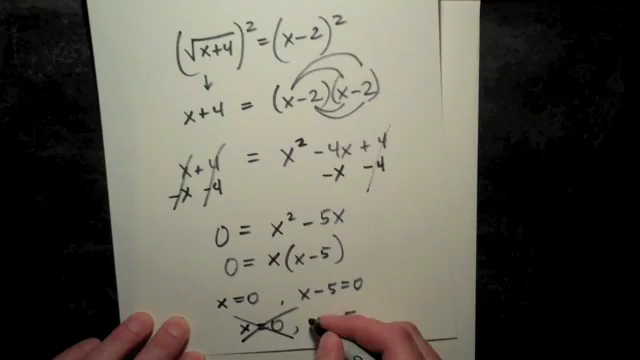 (√x+4)² = (x-2)²
↓
x+4 = (x-2)(x-2)
x+4 = x² -4x +4
-x -4 -x -4
0 = x² - 5x
0 = x(x-5)
x=0 , x-5=0
x=0, 5